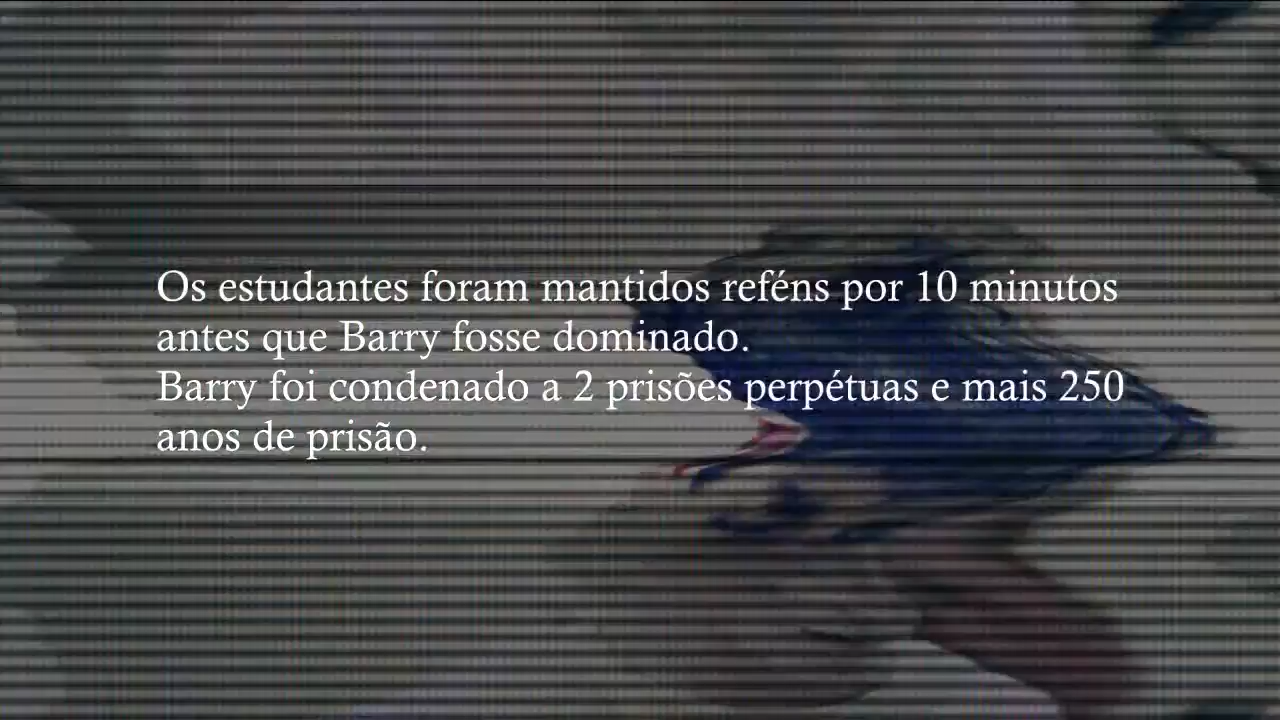 Os estudantes foram mantidos reféns por 10 minutos
antes que Barry fosse dominado.
Barry foi condenado a 2 prisões perpétuas e mais 250
anos de prisão.